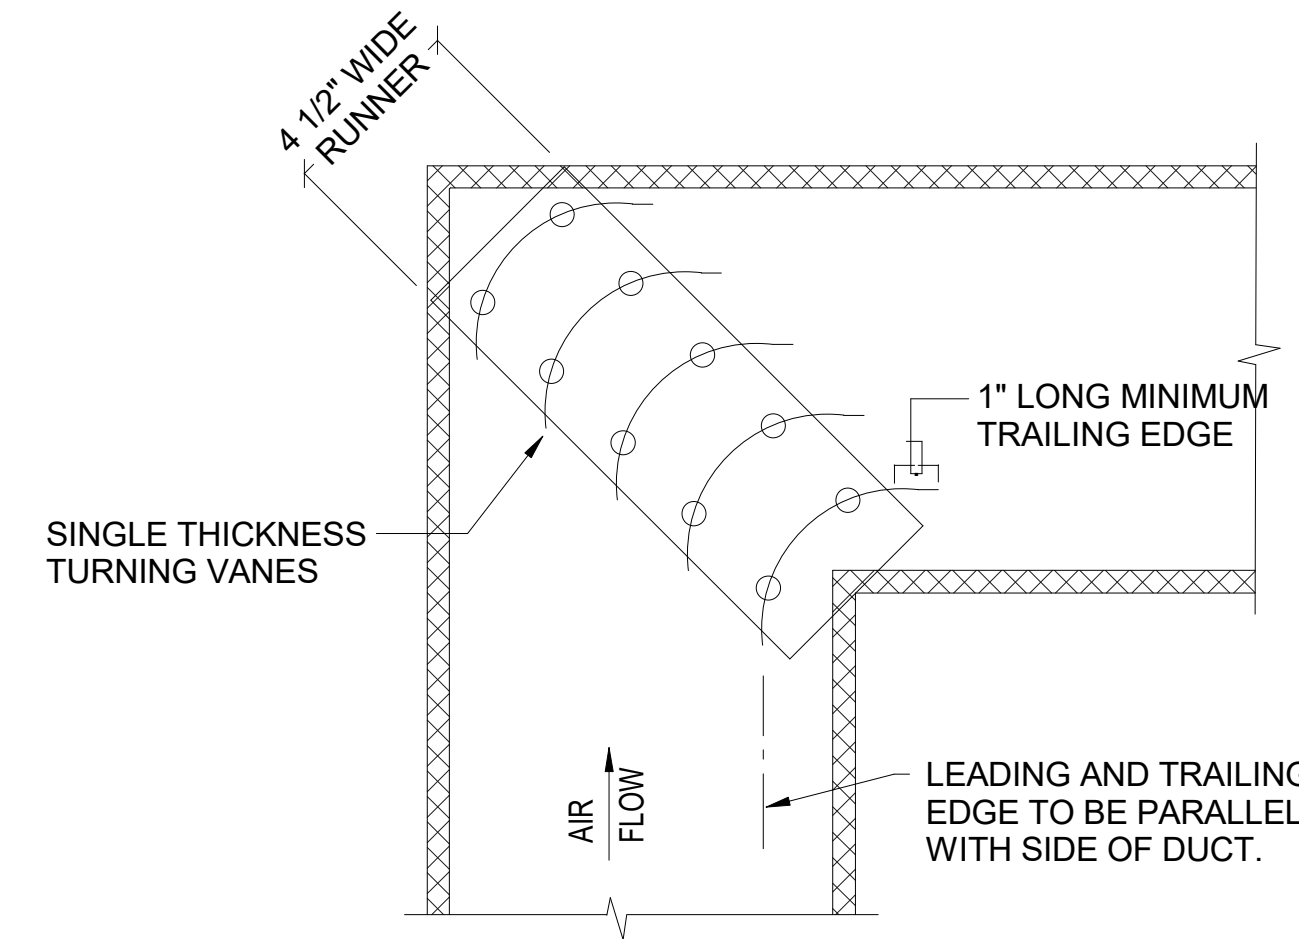 4 1/2" WIDE
RUNNER
1" LONG MINIMUM
TRAILING EDGE
SINGLE THICKNESS
TURNING VANES
AIR
FLOW
LEADING AND TRAILING
EDGE TO BE PARALLEL
WITH SIDE OF DUCT.